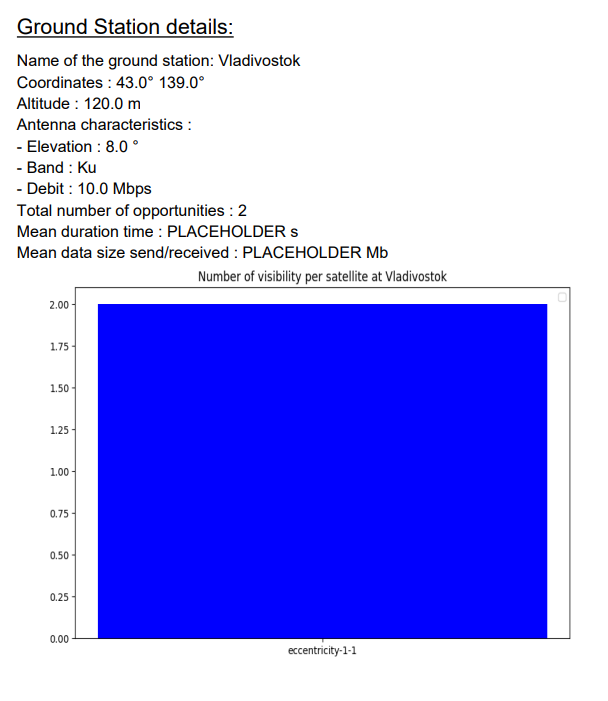 Ground Station details:
Name of the ground station: Vladivostok
Coordinates : 43.0° 139.0°
Altitude : 120.0 m
Antenna characteristics :
- Elevation : 8.0 °
- Band : Ku
- Debit : 10.0 Mbps
Total number of opportunities : 2
Mean duration time : PLACEHOLDER s
Mean data size send/received : PLACEHOLDER Mb
Number of visibility per satellite at Vladivostok
2.00
1.75
1.50
1.25
1.00
0.75
0.50
0.25
0.00
eccentricity-1-1